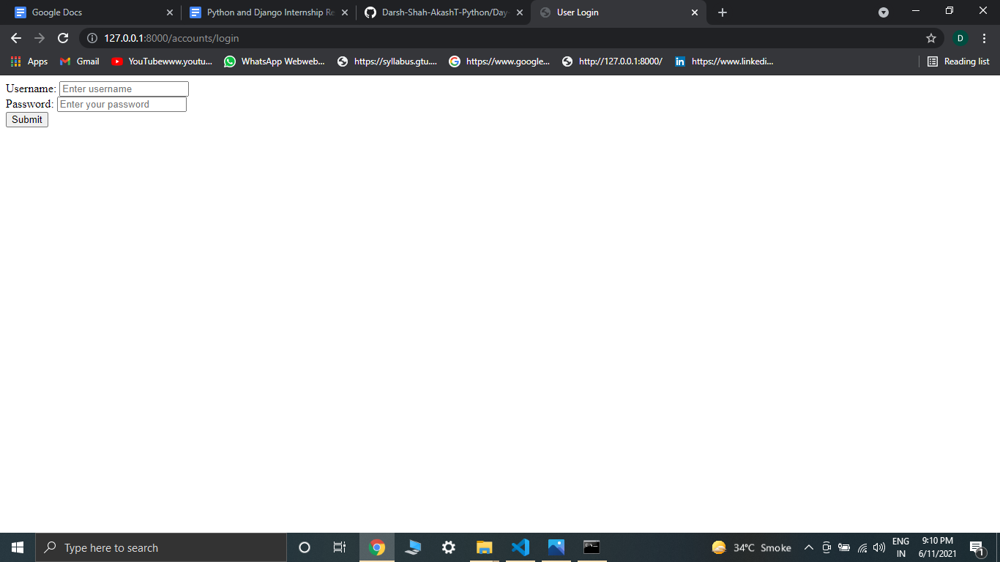 Google Docs
Python and Django Internship Re
Darsh-Shah-AkashT-Python/Day-
User Login
127.0.0.1:8000/accounts/login
D
Apps
Gmail
YouTubewww.youtu...
WhatsApp Webweb...
https://syllabus.gtu....
https://www.google...
http://127.0.0.1:8000/
https://www.linkedi...
Reading list
Username: Enter username
Password: Enter your password
Submit
Type here to search
34°C Smoke
ENG
IN
9:10 PM
6/11/2021
1